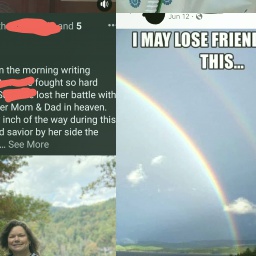 and 5
n the morning writing
fought so hard
lost her battle with
er Mom & Dad in heaven.
inch of the way during this
d savior by her side the
... See More
Jun 12 ·
I MAY LOSE FRIEN
THIS...